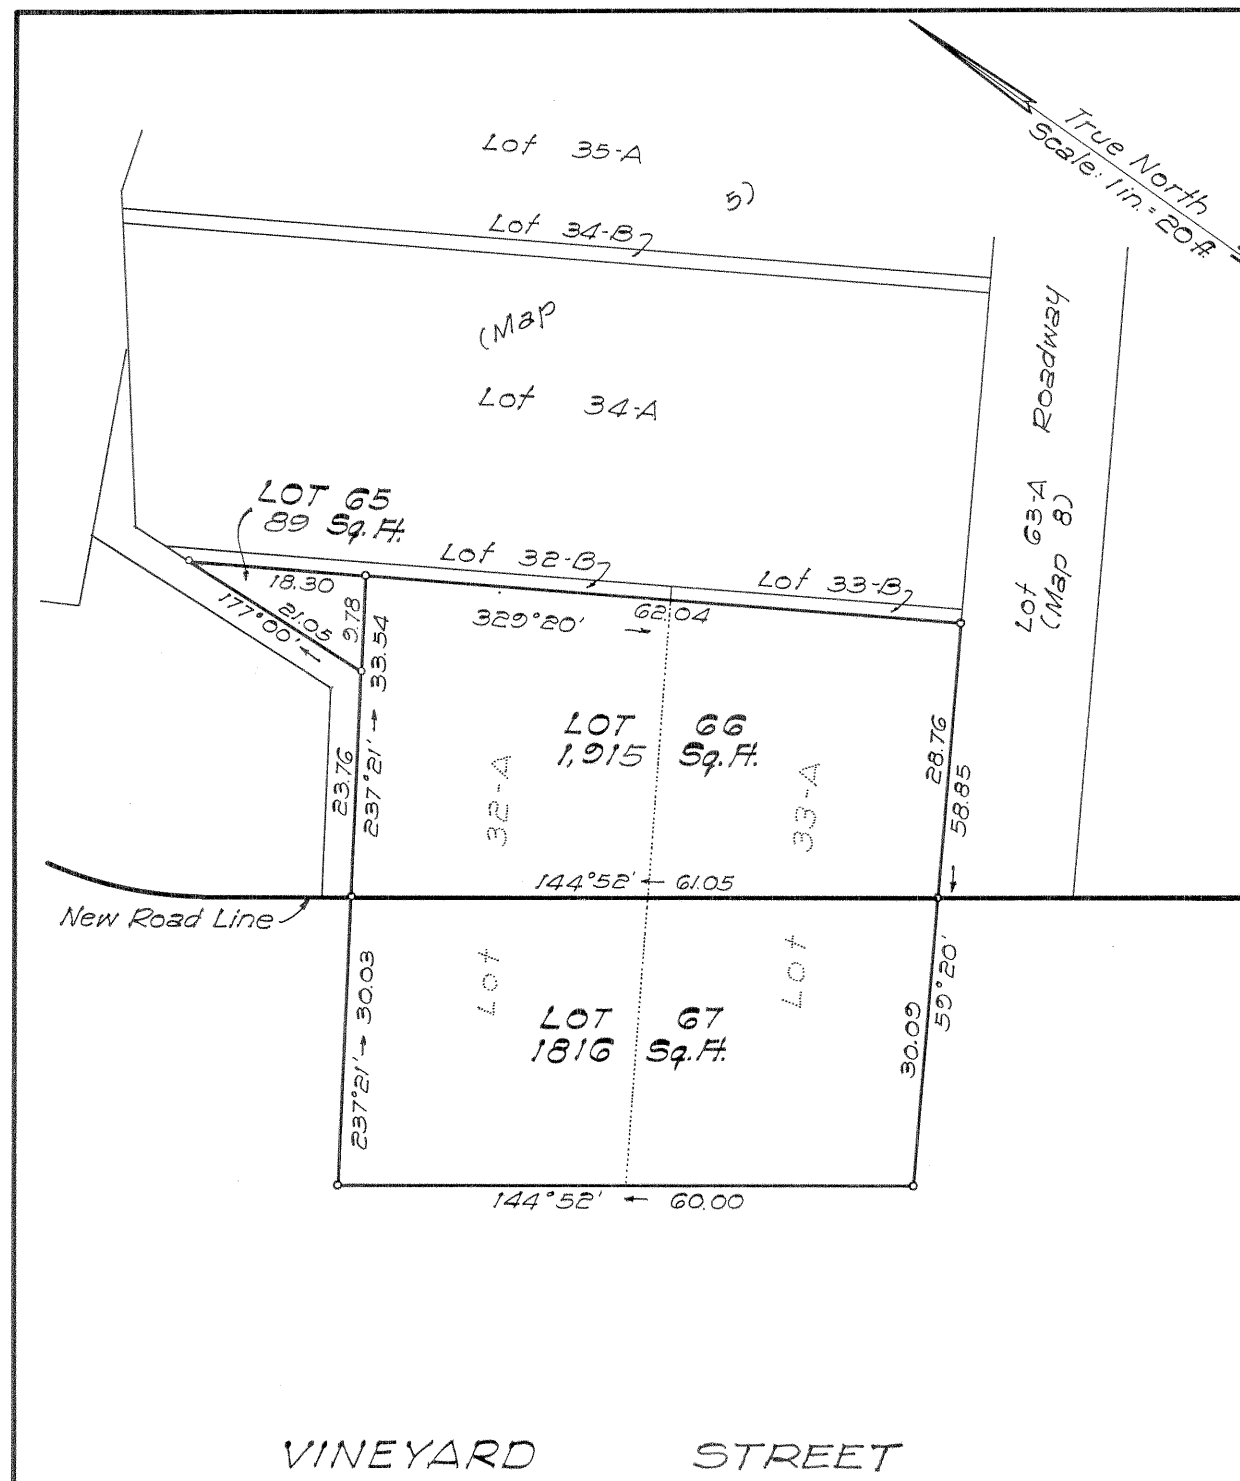 True North
Scale: 1 in. = 20 ft.
Lot 35-A
5)
Lot 34-B
(Map
Lot 34-A
Lot 63-A Roadway
(Map 8)
LOT 65
89 Sq. Ft.
Lot 32-B
Lot 33-B
18.30
21.05
177°00'
9.78
33.54
237°21'
23.76
329°20'
62.04
LOT 66
1,915 Sq. Ft.
32-A
33-A
28.76
58.85
144°52' 61.05
New Road Line
Lot
Lot
237°21' 30.03
LOT 67
1816 Sq. Ft.
30.09
59°20'
144°52' 60.00
VINEYARD STREET